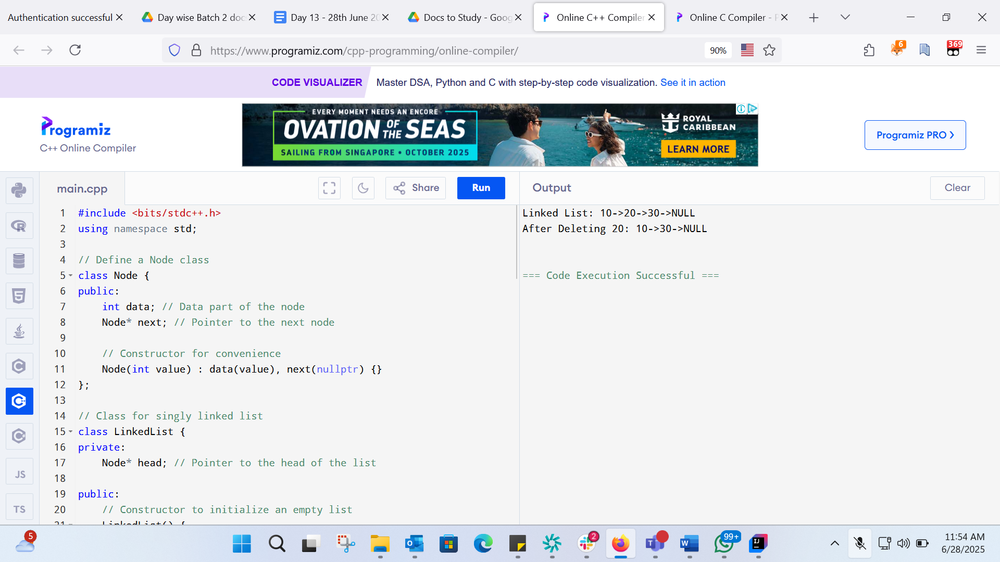 Authentication successful
Day wise Batch 2 doc
Day 13 - 28th June 20
Docs to Study - Goog
Online C++ Compiler
Online C Compiler - P
https://www.programiz.com/cpp-programming/online-compiler/
90%
6
369
CODE VISUALIZER
Master DSA, Python and C with step-by-step code visualization. See it in action
Programiz
C++ Online Compiler
EVERY MOMENT NEEDS AN ENCORE
OVATION OF THE SEAS
SAILING FROM SINGAPORE • OCTOBER 2025
ROYAL CARIBBEAN
LEARN MORE
Programiz PRO
main.cpp
Share
Run
Output
Clear
1 #include <bits/stdc++.h>
2 using namespace std;
3
4 // Define a Node class
5 class Node {
6 public:
7     int data; // Data part of the node
8     Node* next; // Pointer to the next node
9
10     // Constructor for convenience
11     Node(int value) : data(value), next(nullptr) {}
12 };
13
14 // Class for singly linked list
15 class LinkedList {
16 private:
17     Node* head; // Pointer to the head of the list
18
19 public:
20     // Constructor to initialize an empty list
21     LinkedList() {
Linked List: 10->20->30->NULL
After Deleting 20: 10->30->NULL
=== Code Execution Successful ===
JS
TS
5
2
99+
11:54 AM
6/28/2025